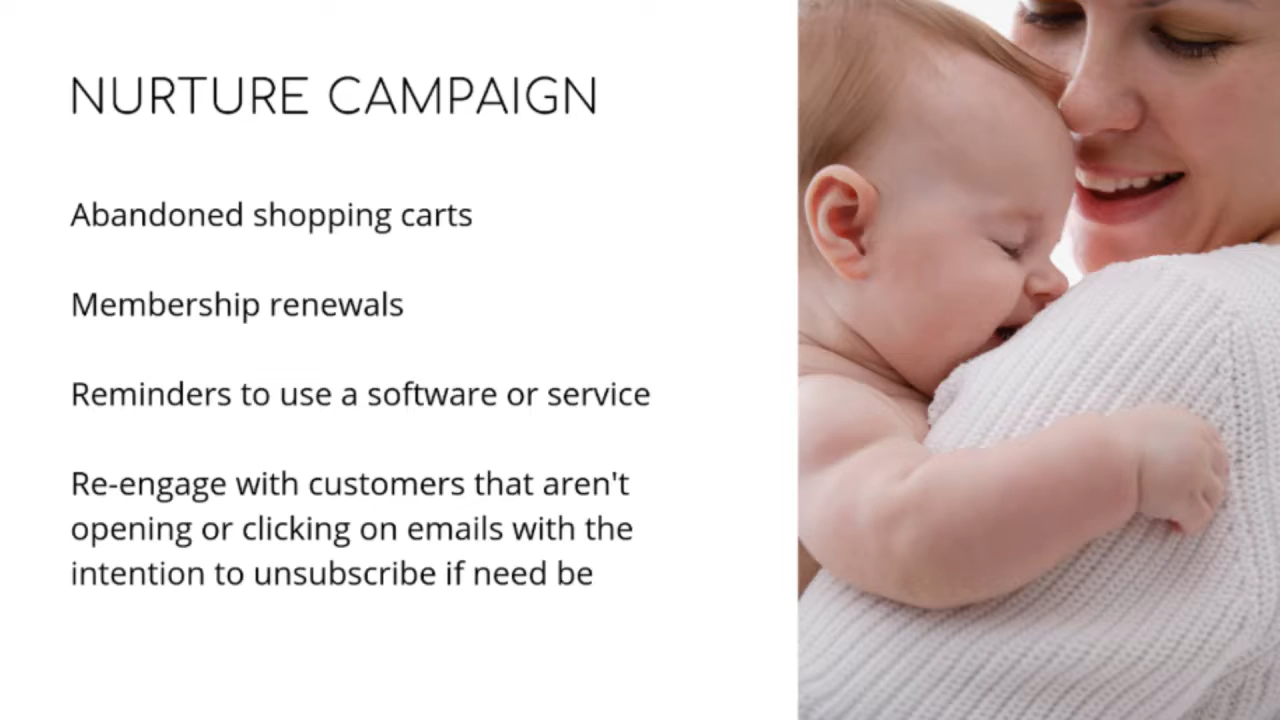 NURTURE CAMPAIGN
Abandoned shopping carts
Membership renewals
Reminders to use a software or service
Re-engage with customers that aren't
opening or clicking on emails with the
intention to unsubscribe if need be